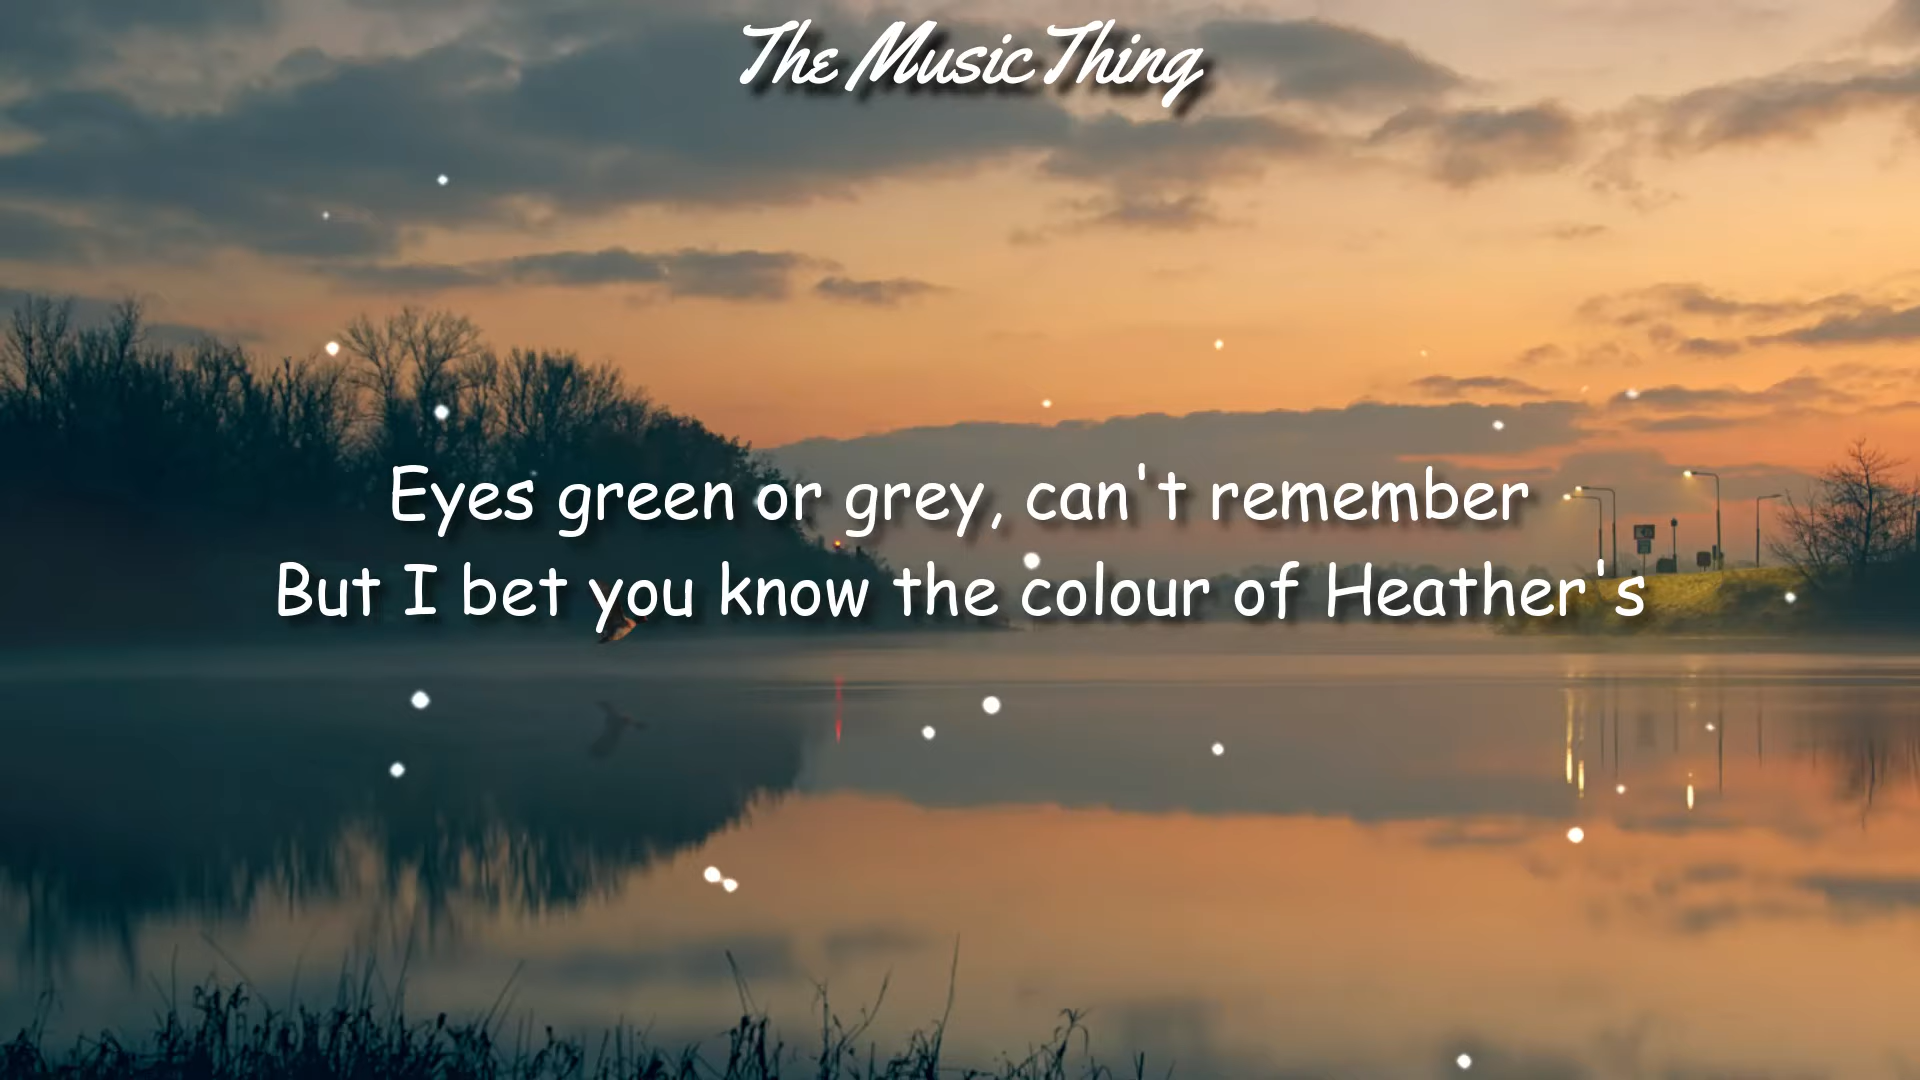 The Music Thing
Eyes green or grey, can't remember
But I bet you know the colour of Heather's